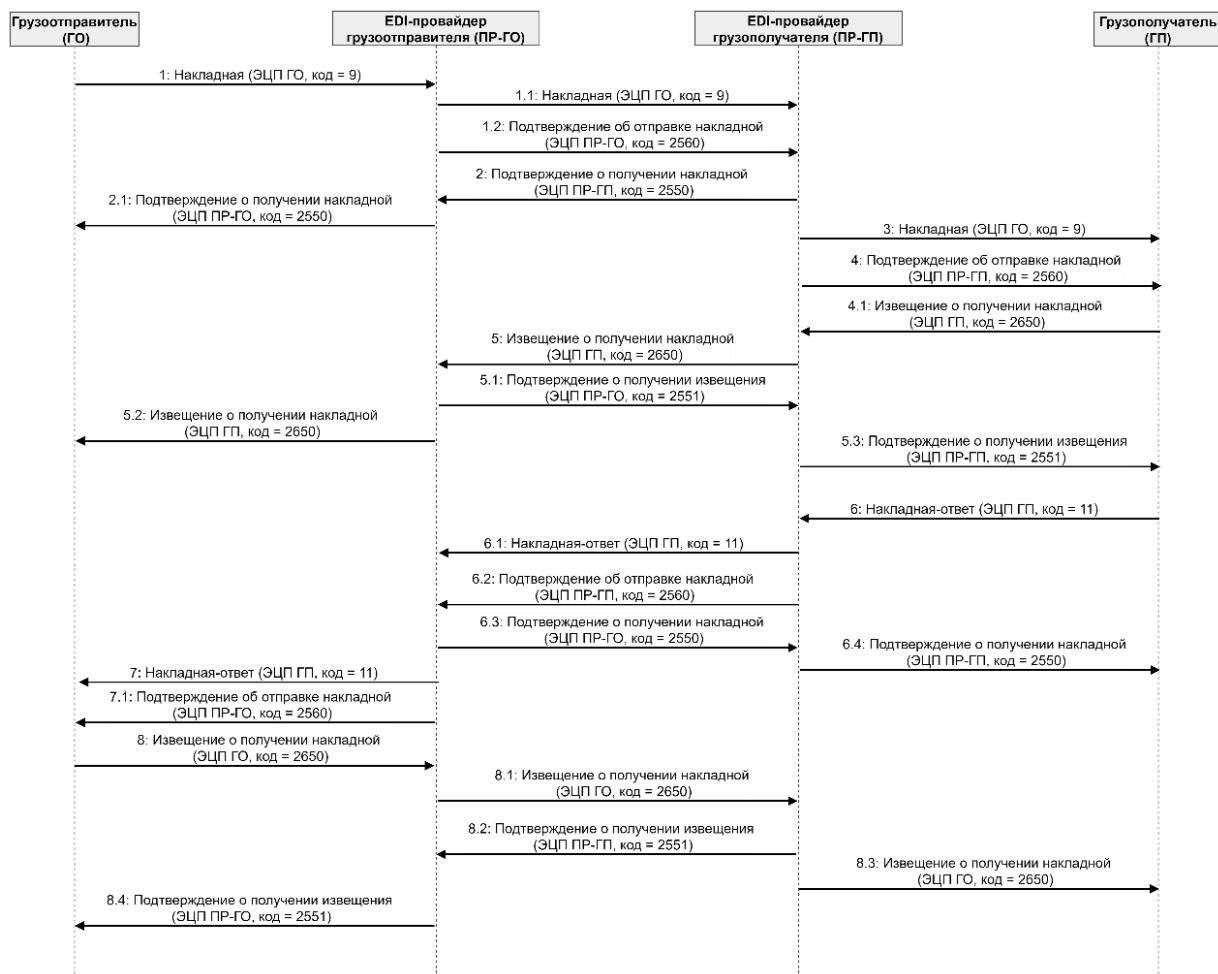 Грузоотправитель
(ГО)
EDI-провайдер
грузоотправителя (ПР-ГО)
EDI-провайдер
грузополучателя (ПР-ГП)
Грузополучатель
(ГП)
1: Накладная (ЭЦП ГО, код = 9)
1.1: Накладная (ЭЦП ГО, код = 9)
1.2: Подтверждение об отправке накладной
(ЭЦП ПР-ГО, код = 2560)
2: Подтверждение о получении накладной
(ЭЦП ПР-ГП, код = 2550)
2.1: Подтверждение о получении накладной
(ЭЦП ПР-ГО, код = 2550)
3: Накладная (ЭЦП ГО, код = 9)
4: Подтверждение об отправке накладной
(ЭЦП ПР-ГП, код = 2560)
4.1: Извещение о получении накладной
(ЭЦП ГП, код = 2650)
5: Извещение о получении накладной
(ЭЦП ГП, код = 2650)
5.1: Подтверждение о получении извещения
(ЭЦП ПР-ГО, код = 2551)
5.2: Извещение о получении накладной
(ЭЦП ГП, код = 2650)
5.3: Подтверждение о получении извещения
(ЭЦП ПР-ГП, код = 2551)
6: Накладная-ответ (ЭЦП ГП, код = 11)
6.1: Накладная-ответ (ЭЦП ГП, код = 11)
6.2: Подтверждение об отправке накладной
(ЭЦП ПР-ГП, код = 2560)
6.3: Подтверждение о получении накладной
(ЭЦП ПР-ГО, код = 2550)
6.4: Подтверждение о получении накладной
(ЭЦП ПР-ГП, код = 2550)
7: Накладная-ответ (ЭЦП ГП, код = 11)
7.1: Подтверждение об отправке накладной
(ЭЦП ПР-ГО, код = 2560)
8: Извещение о получении накладной
(ЭЦП ГО, код = 2650)
8.1: Извещение о получении накладной
(ЭЦП ГО, код = 2650)
8.2: Подтверждение о получении извещения
(ЭЦП ПР-ГП, код = 2551)
8.3: Извещение о получении накладной
(ЭЦП ГО, код = 2650)
8.4: Подтверждение о получении извещения
(ЭЦП ПР-ГО, код = 2551)